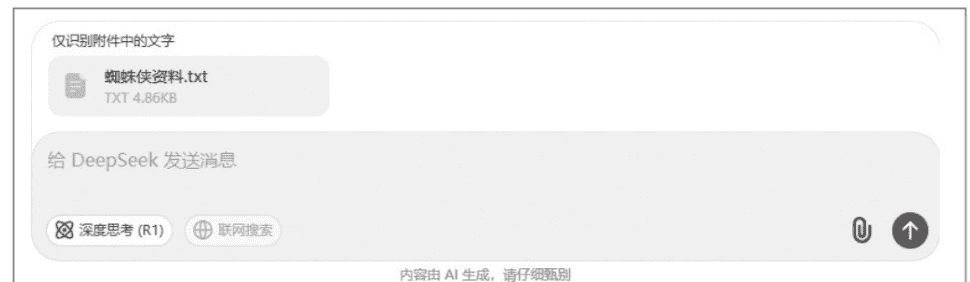 仅识别附件中的文字
蜘蛛侠资料.txt
TXT 4.86KB
给 DeepSeek 发送消息
深度思考 (R1) 联网搜索
内容由 AI 生成，请仔细甄别